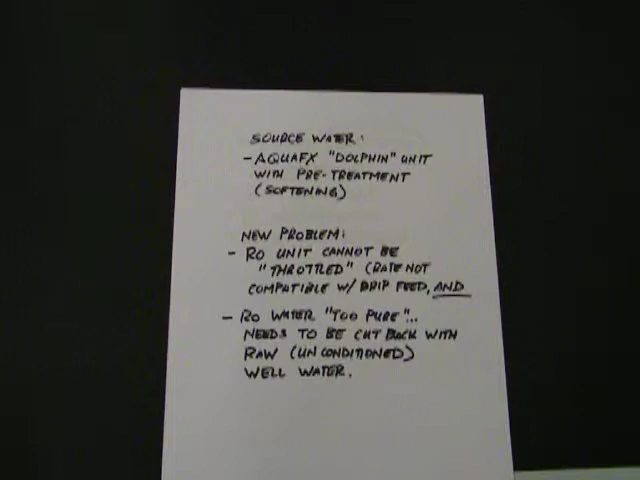 SOURCE WATER:
- AQUAFX "DOLPHIN" UNIT
WITH PRE-TREATMENT
(SOFTENING)
NEW PROBLEM:
- RO UNIT CANNOT BE
"THROTTLED" (RATE NOT
COMPATIBLE W/ DRIP FEED, AND
- RO WATER "TOO PURE"...
NEEDS TO BE CUT BACK WITH
RAW (UNCONDITIONED)
WELL WATER.